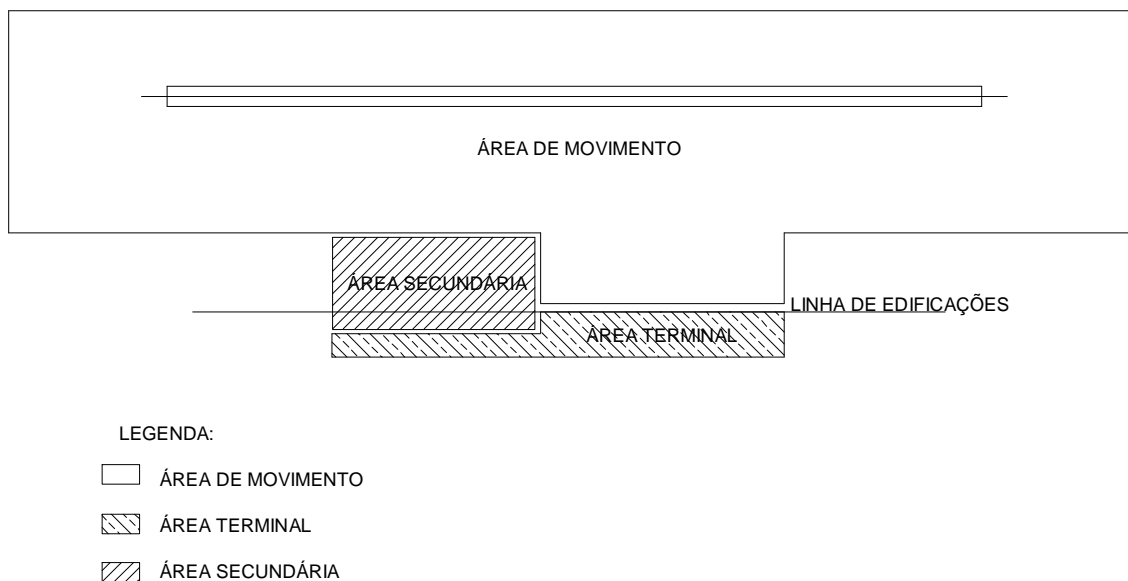 ÁREA DE MOVIMENTO
ÁREA SECUNDÁRIA
LINHA DE EDIFICAÇÕES
ÁREA TERMINAL
LEGENDA:
ÁREA DE MOVIMENTO
ÁREA TERMINAL
ÁREA SECUNDÁRIA